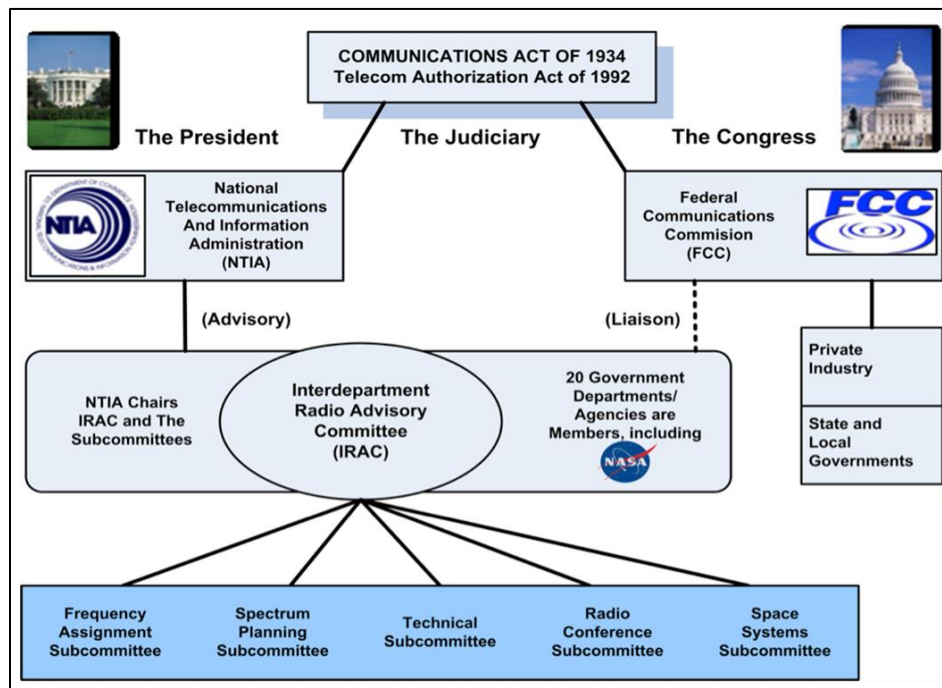 COMMUNICATIONS ACT OF 1934
Telecom Authorization Act of 1992
The President
The Judiciary
The Congress
NTIA
National
Telecommunications
And Information
Administration
(NTIA)
Federal
Communications
Commision
(FCC)
FCC
(Advisory)
(Liaison)
Private
Industry
State and
Local
Governments
NTIA Chairs
IRAC and The
Subcommittees
Interdepartment
Radio Advisory
Committee
(IRAC)
20 Government
Departments/
Agencies are
Members, including
NASA
Frequency
Assignment
Subcommittee
Spectrum
Planning
Subcommittee
Technical
Subcommittee
Radio
Conference
Subcommittee
Space
Systems
Subcommittee